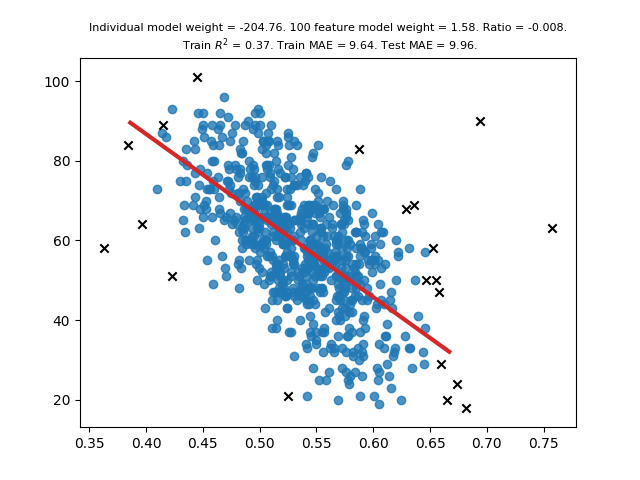 Individual model weight = -204.76. 100 feature model weight = 1.58. Ratio = -0.008.
Train R² = 0.37. Train MAE = 9.64. Test MAE = 9.96.
100
80
60
40
20
0.35 0.40 0.45 0.50 0.55 0.60 0.65 0.70 0.75